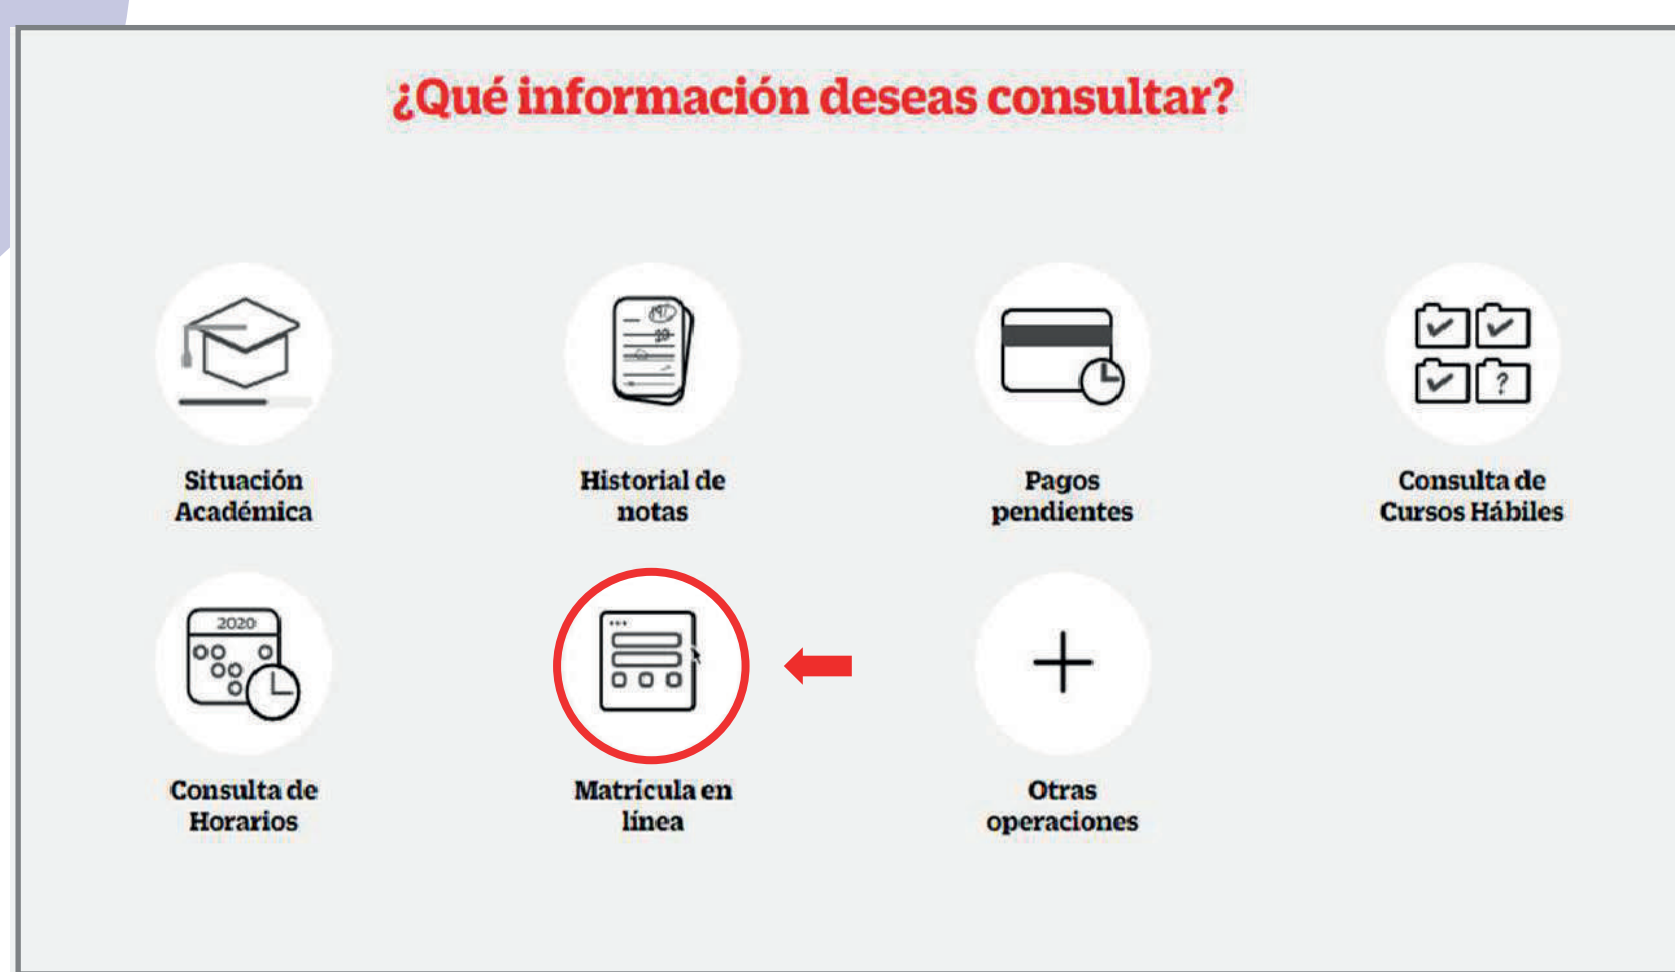 ¿Qué información deseas consultar?
Situación
Académica
Historial de
notas
Pagos
pendientes
?
Consulta de
Cursos Hábiles
2020
Consulta de
Horarios
Matrícula en
línea
Otras
operaciones